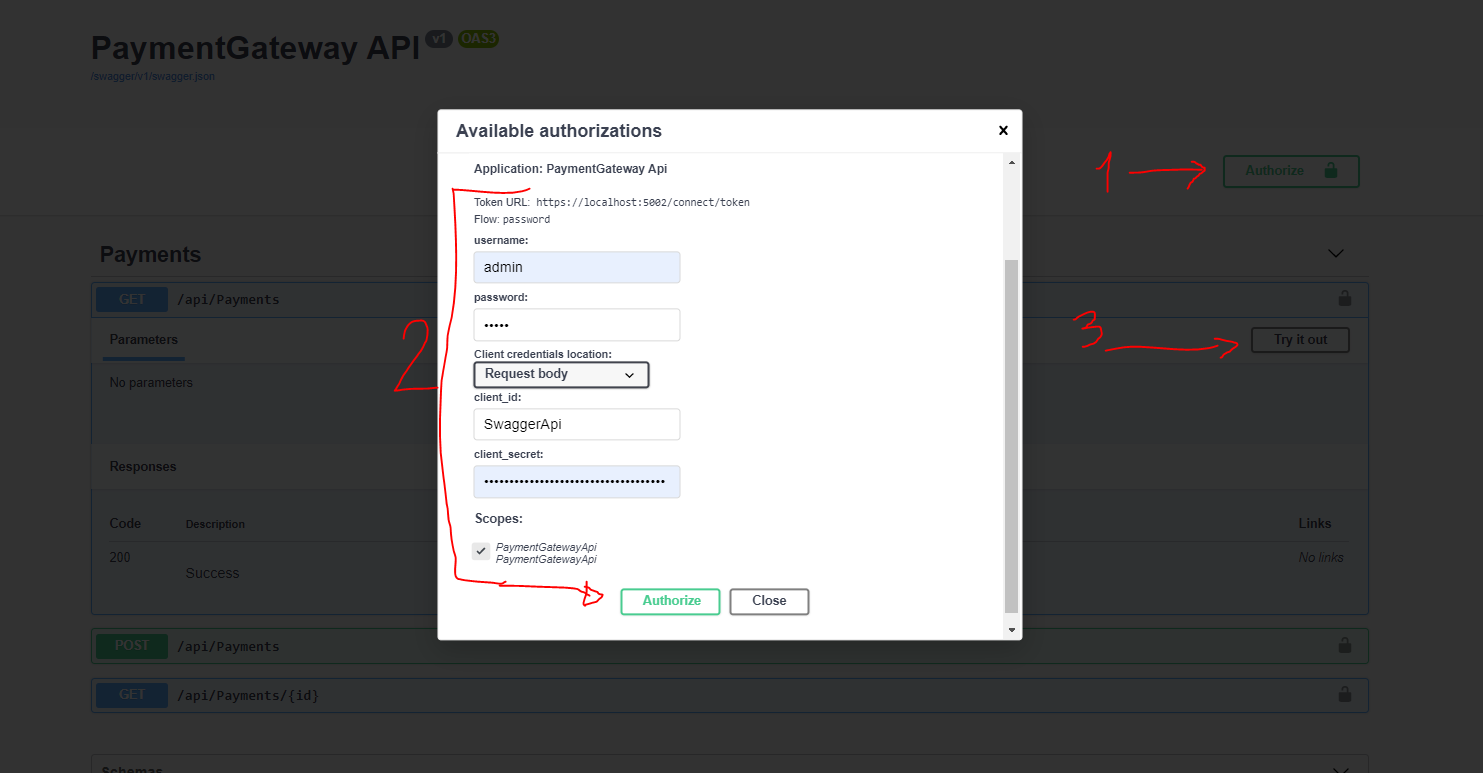 PaymentGateway API v1 OAS3
/swagger/v1/swagger.json
Available authorizations
Application: PaymentGateway Api
1
Authorize
Token URL: https://localhost:5002/connect/token
Flow: password
username:
admin
password:
•••••
Client credentials location:
Request body
client_id:
SwaggerApi
client_secret:
••••••••••••••••••••••••••••••••••••
Scopes:
PaymentGatewayApi
PaymentGatewayApi
Authorize Close
2
Payments
GET /api/Payments
Parameters
3
Try it out
No parameters
Responses
Code Description Links
200 Success No links
POST /api/Payments
GET /api/Payments/{id}
Schemas